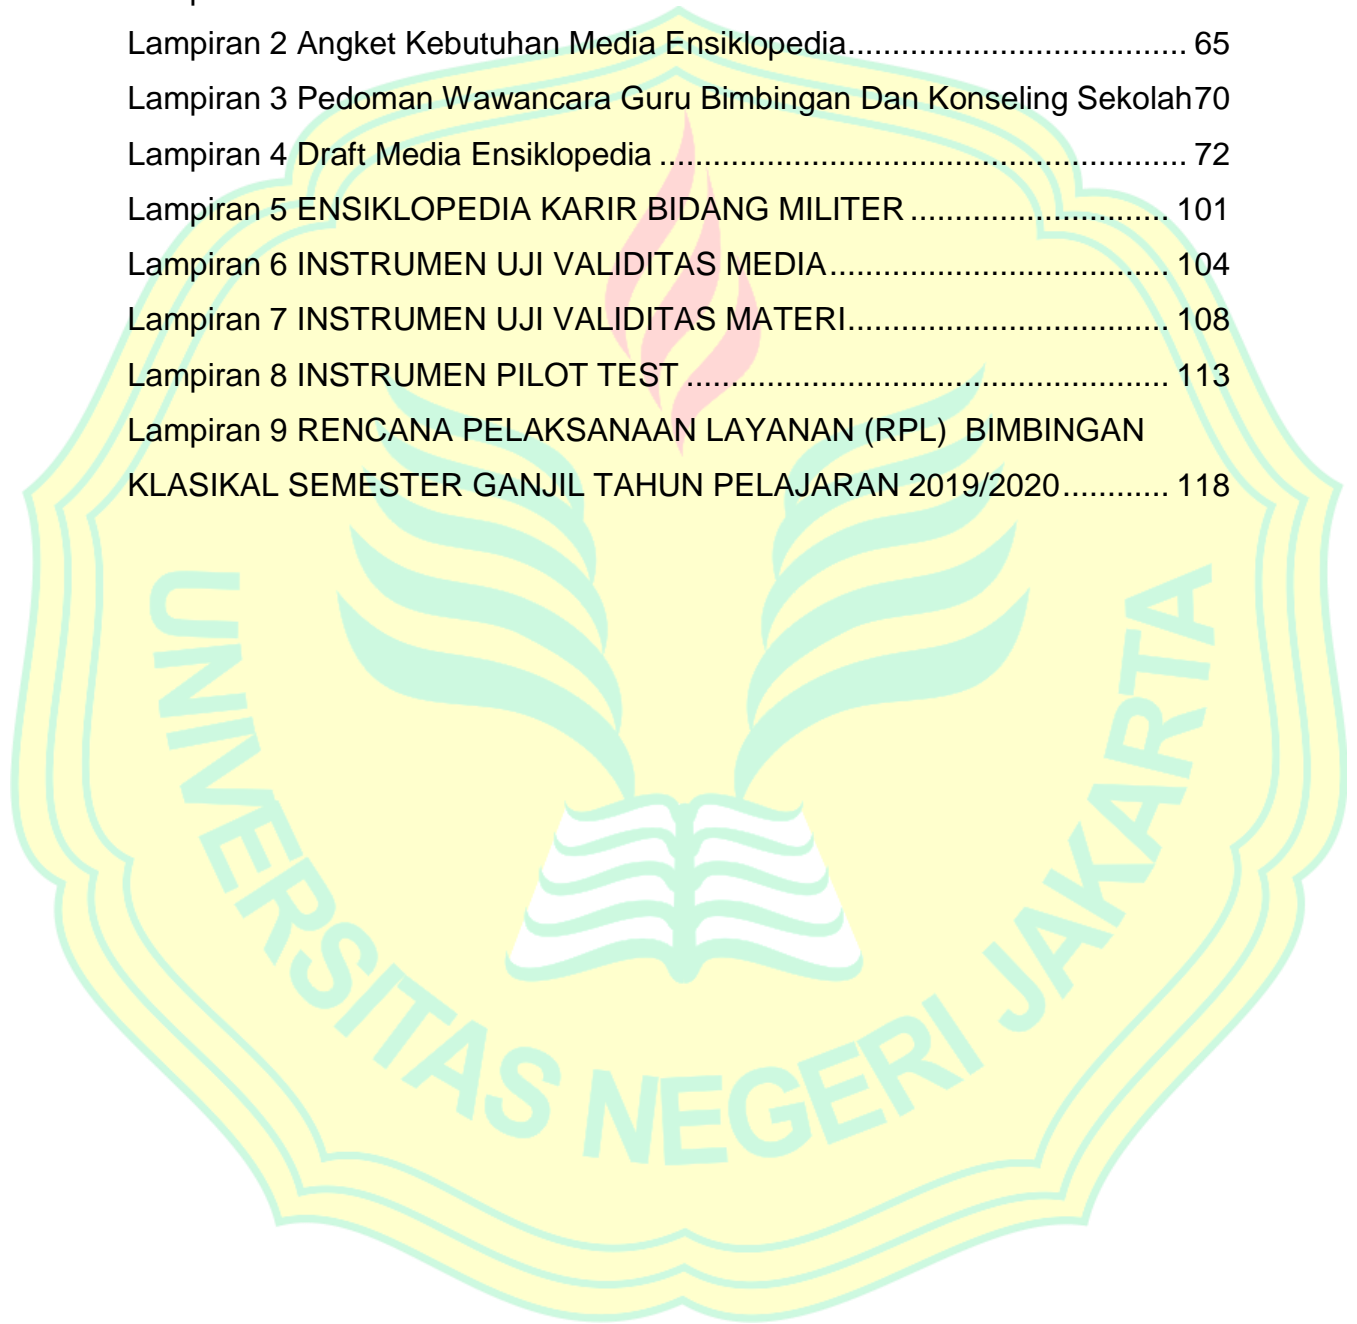 Lampiran 2 Angket Kebutuhan Media Ensiklopedia.................................. 65
Lampiran 3 Pedoman Wawancara Guru Bimbingan Dan Konseling Sekolah70
Lampiran 4 Draft Media Ensiklopedia ..................................................... 72
Lampiran 5 ENSIKLOPEDIA KARIR BIDANG MILITER .......................... 101
Lampiran 6 INSTRUMEN UJI VALIDITAS MEDIA.................................. 104
Lampiran 7 INSTRUMEN UJI VALIDITAS MATERI................................ 108
Lampiran 8 INSTRUMEN PILOT TEST ................................................ 113
Lampiran 9 RENCANA PELAKSANAAN LAYANAN (RPL)  BIMBINGAN
KLASIKAL SEMESTER GANJIL TAHUN PELAJARAN 2019/2020............ 118
UNIVERSITAS NEGERI JAKARTA